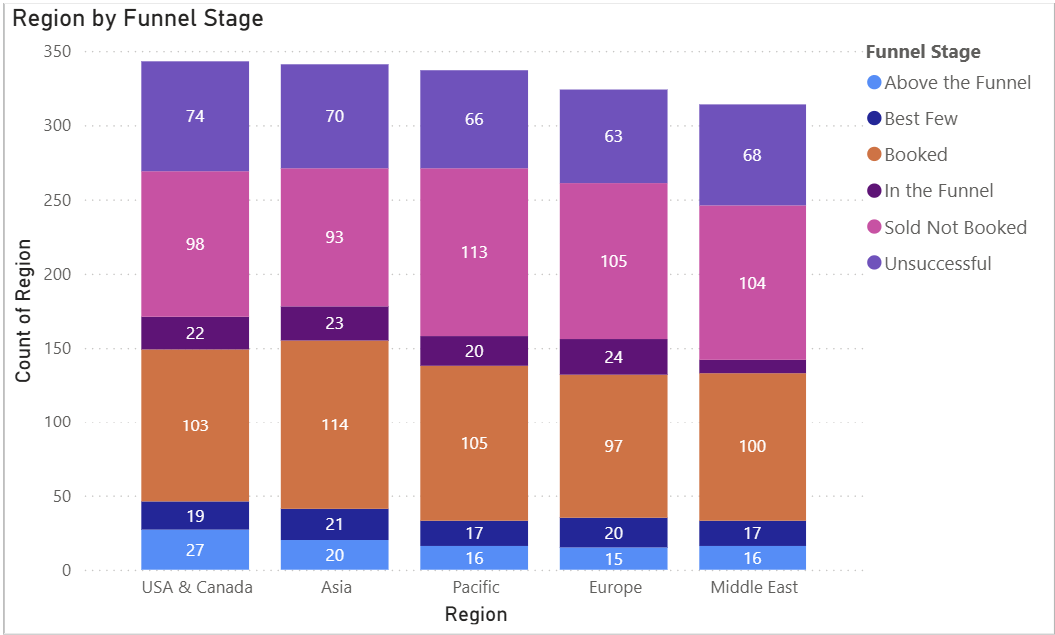 Region by Funnel Stage
Funnel Stage
Above the Funnel
Best Few
Booked
In the Funnel
Sold Not Booked
Unsuccessful
Count of Region
350
300
250
200
150
100
50
0
74 70 66 63 68
98 93 113 105 104
22 23 20 24
103 114 105 97 100
19 21 17 20 17
27 20 16 15 16
USA & Canada Asia Pacific Europe Middle East
Region